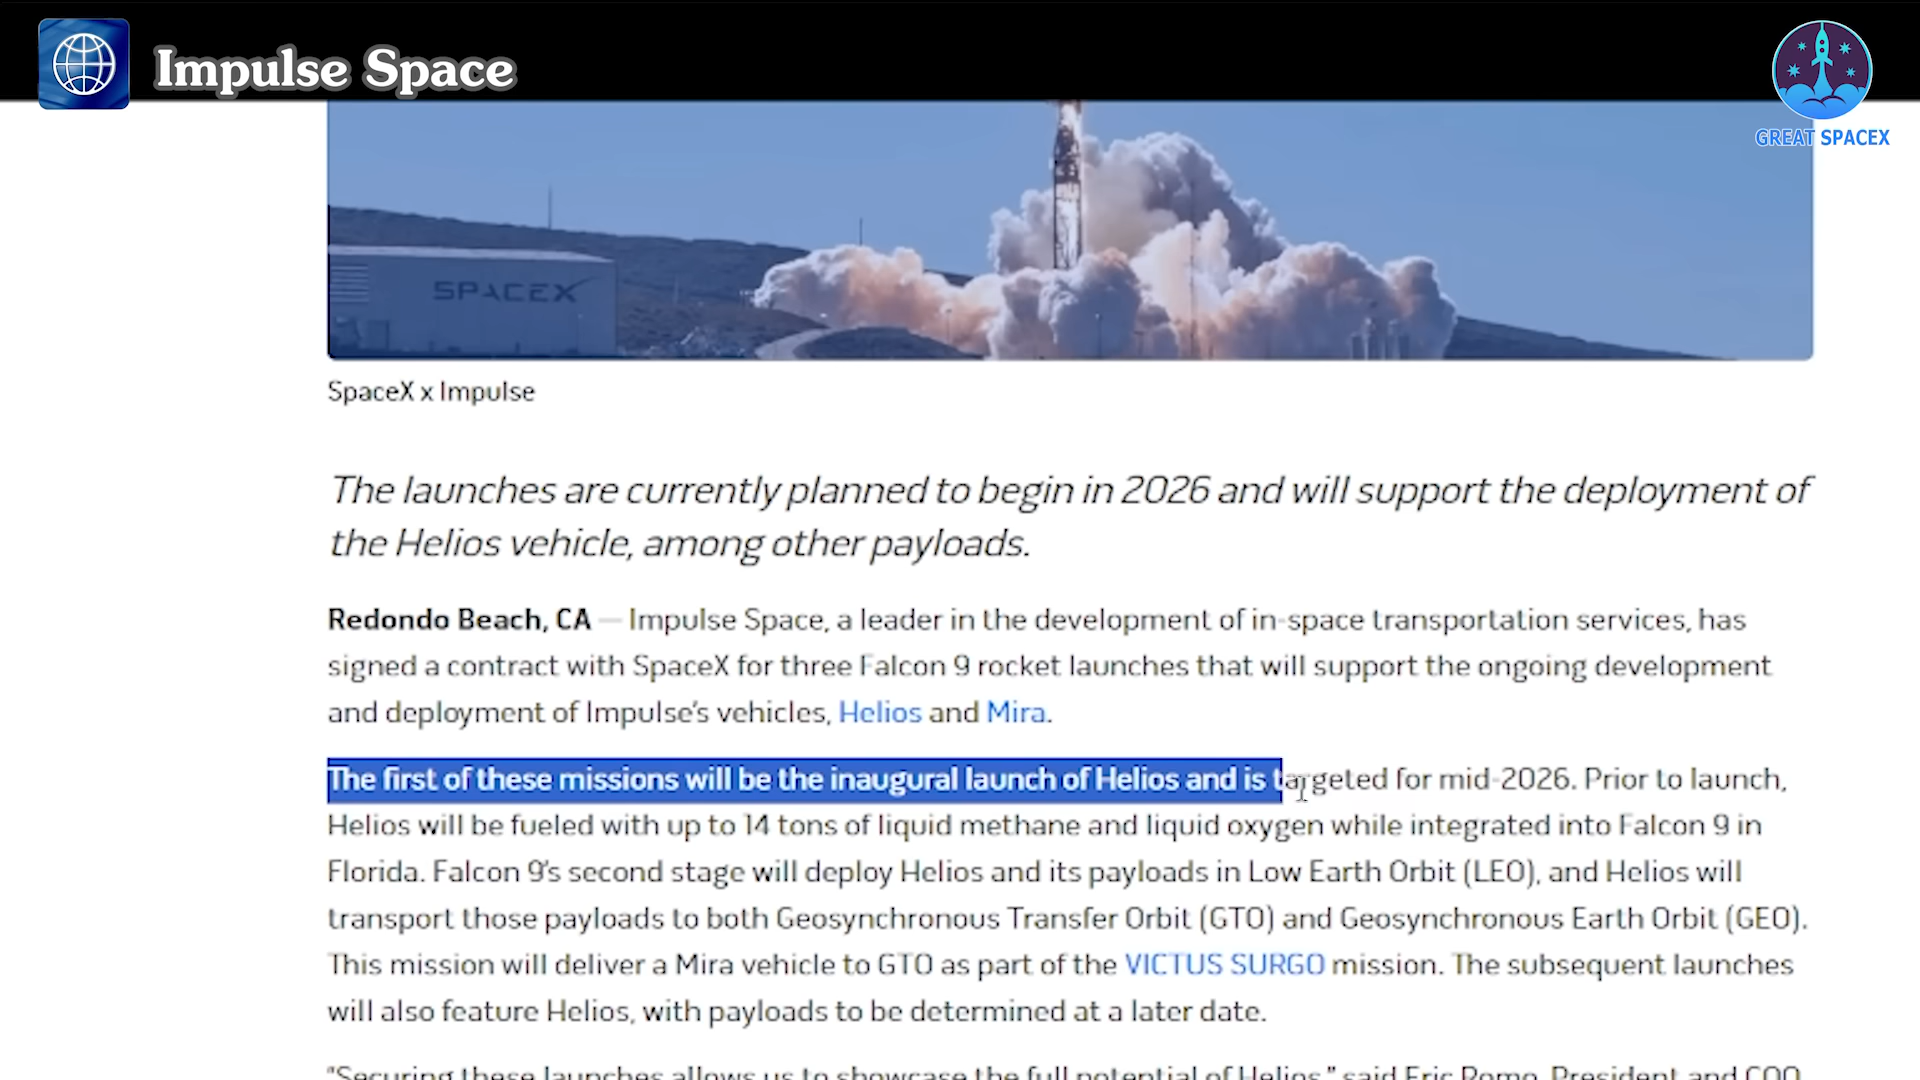 Impulse Space
GREAT SPACEX
SPACEX
SpaceX x Impulse
The launches are currently planned to begin in 2026 and will support the deployment of
the Helios vehicle, among other payloads.
Redondo Beach, CA — Impulse Space, a leader in the development of in-space transportation services, has
signed a contract with SpaceX for three Falcon 9 rocket launches that will support the ongoing development
and deployment of Impulse's vehicles, Helios and Mira.
The first of these missions will be the inaugural launch of Helios and is targeted for mid-2026. Prior to launch,
Helios will be fueled with up to 14 tons of liquid methane and liquid oxygen while integrated into Falcon 9 in
Florida. Falcon 9's second stage will deploy Helios and its payloads in Low Earth Orbit (LEO), and Helios will
transport those payloads to both Geosynchronous Transfer Orbit (GTO) and Geosynchronous Earth Orbit (GEO).
This mission will deliver a Mira vehicle to GTO as part of the VICTUS SURGO mission. The subsequent launches
will also feature Helios, with payloads to be determined at a later date.
"Securing these launches allows us to showcase the full potential of Helios," said Eric Romo, President and COO